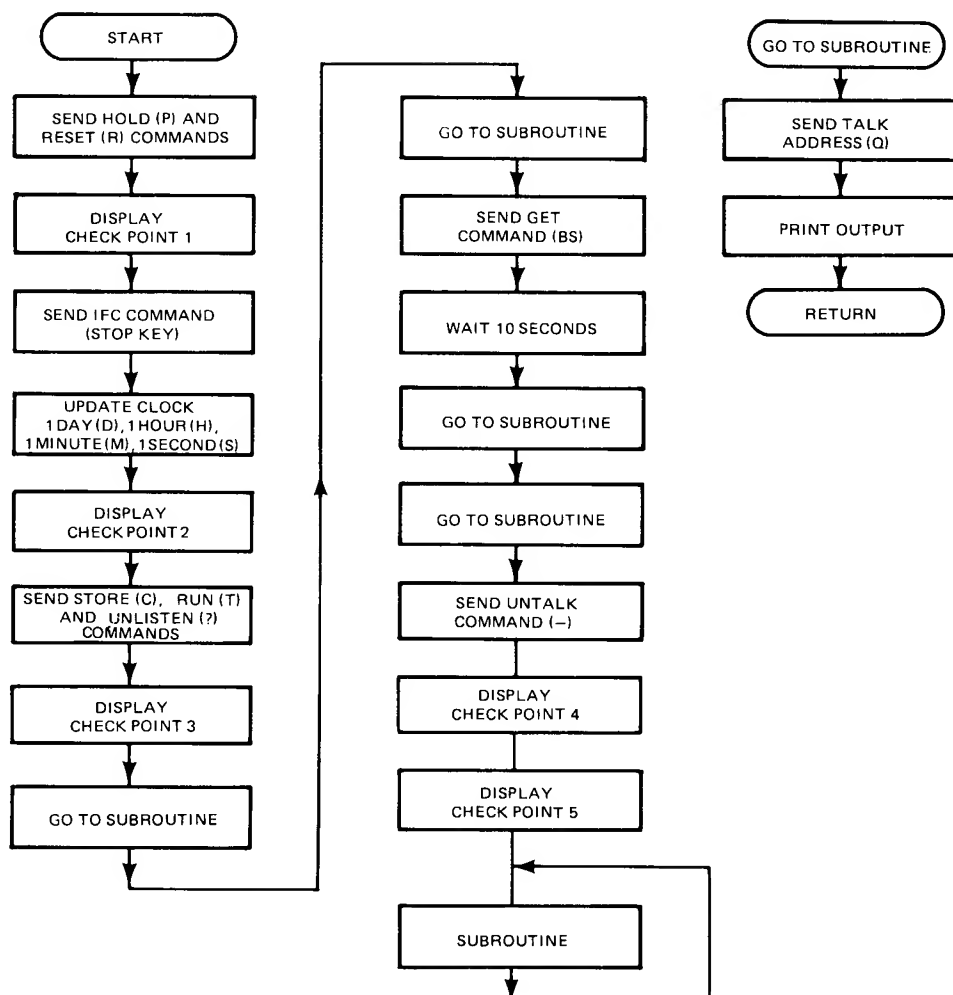 START
SEND HOLD (P) AND
RESET (R) COMMANDS
DISPLAY
CHECK POINT 1
SEND IFC COMMAND
(STOP KEY)
UPDATE CLOCK
1 DAY (D), 1 HOUR (H),
1 MINUTE (M), 1 SECOND (S)
DISPLAY
CHECK POINT 2
SEND STORE (C), RUN (T)
AND UNLISTEN (?)
COMMANDS
DISPLAY
CHECK POINT 3
GO TO SUBROUTINE
GO TO SUBROUTINE
SEND GET
COMMAND (BS)
WAIT 10 SECONDS
GO TO SUBROUTINE
GO TO SUBROUTINE
SEND UNTALK
COMMAND (—)
DISPLAY
CHECK POINT 4
DISPLAY
CHECK POINT 5
SUBROUTINE
GO TO SUBROUTINE
SEND TALK
ADDRESS (Q)
PRINT OUTPUT
RETURN